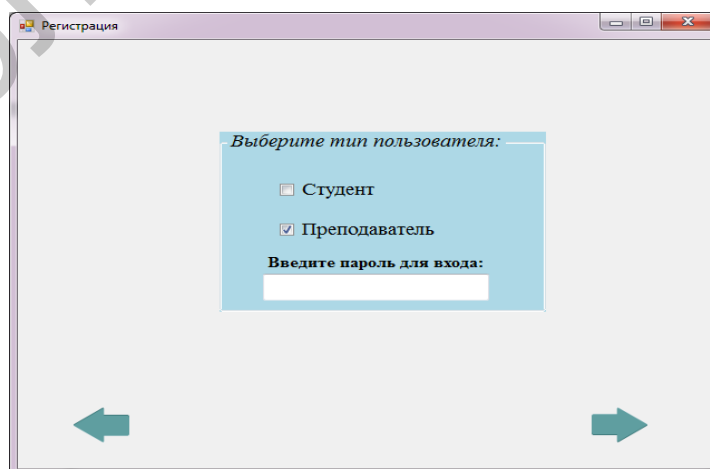 Регистрация
Выберите тип пользователя:
Студент
Преподаватель
Введите пароль для входа: